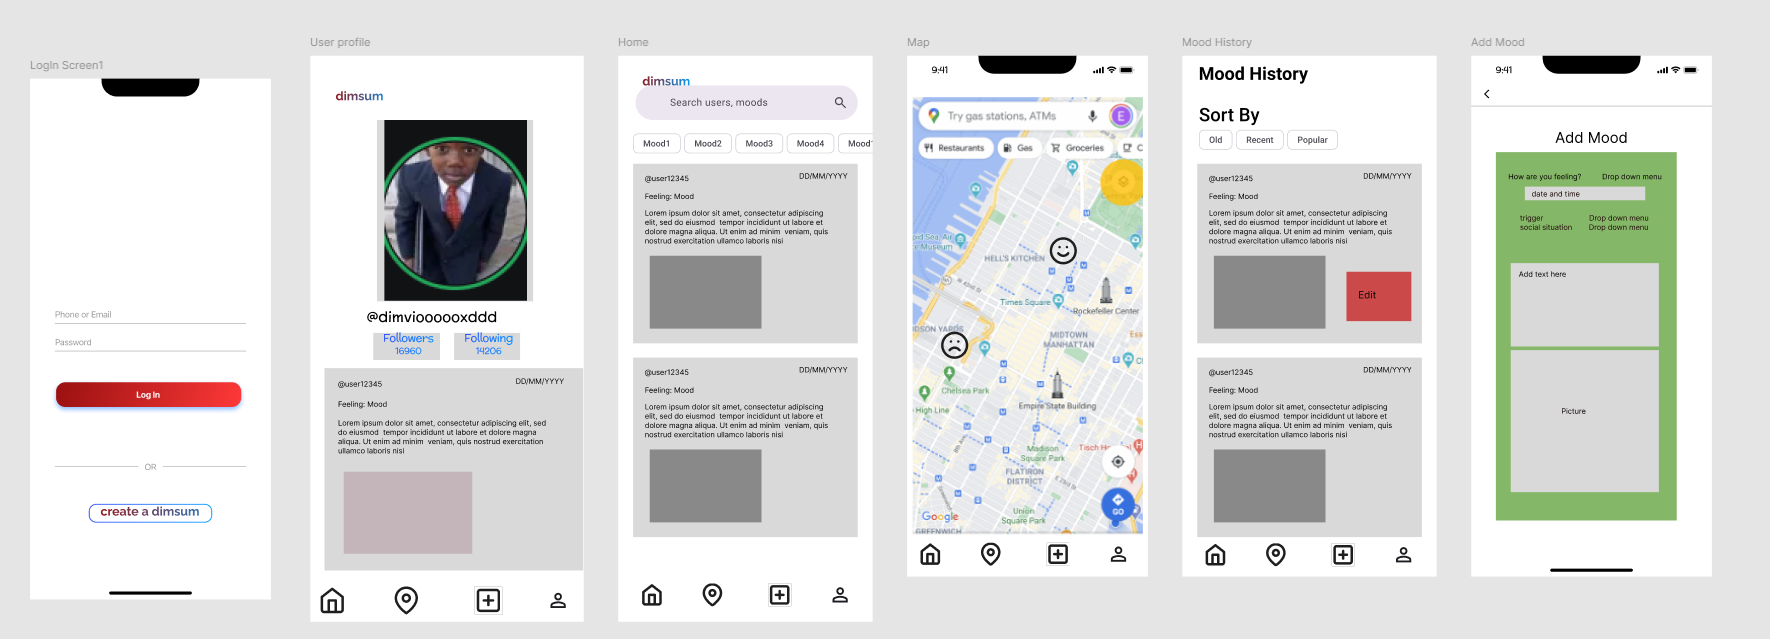 LogIn Screen1
Phone or Email
Password
Log In
OR
create a dimsum
User profile
dimsum
@dimvioooooxddd
Followers
16960
Following
14206
@user12345
DD/MM/YYYY
Feeling: Mood
Lorem ipsum dolor sit amet, consectetur adipiscing elit, sed
do eiusmod tempor incididunt ut labore et dolore magna
aliqua. Ut enim ad minim veniam, quis nostrud exercitation
ullamco laboris nisi
Home
dimsum
Search users, moods
Mood1
Mood2
Mood3
Mood4
Mood
@user12345
DD/MM/YYYY
Feeling: Mood
Lorem ipsum dolor sit amet, consectetur adipiscing
elit, sed do eiusmod tempor incididunt ut labore et
dolore magna aliqua. Ut enim ad minim veniam, quis
nostrud exercitation ullamco laboris nisi
@user12345
DD/MM/YYYY
Feeling: Mood
Lorem ipsum dolor sit amet, consectetur adipiscing
elit, sed do eiusmod tempor incididunt ut labore et
dolore magna aliqua. Ut enim ad minim veniam, quis
nostrud exercitation ullamco laboris nisi
Map
9:41
Try gas stations, ATMs
E
Restaurants
Gas
Groceries
C
pid Sea, Air
e Museum
HELL'S KITCHEN
Times Square
Rockefeller Center
DSON YARDS
MIDTOWN
MANHATTAN
Ess
Chelsea Park
High Line
Empire State Building
Madison
Square Park
Tisch Ho
FLATIRON
DISTRICT
GO
Union
Square Park
Google
GREENWICH
Mood History
9:41
Mood History
Sort By
Old
Recent
Popular
@user12345
DD/MM/YYYY
Feeling: Mood
Lorem ipsum dolor sit amet, consectetur adipiscing
elit, sed do eiusmod tempor incididunt ut labore et
dolore magna aliqua. Ut enim ad minim veniam, quis
nostrud exercitation ullamco laboris nisi
Edit
@user12345
DD/MM/YYYY
Feeling: Mood
Lorem ipsum dolor sit amet, consectetur adipiscing
elit, sed do eiusmod tempor incididunt ut labore et
dolore magna aliqua. Ut enim ad minim veniam, quis
nostrud exercitation ullamco laboris nisi
Add Mood
9:41
Add Mood
How are you feeling?
Drop down menu
date and time
trigger
Drop down menu
social situation
Drop down menu
Add text here
Picture